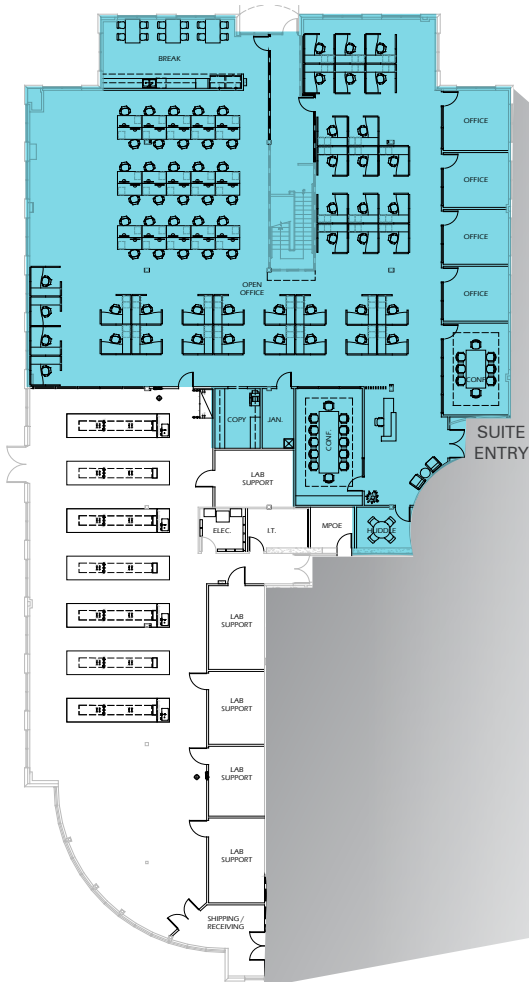 BREAK
OFFICE
OFFICE
OFFICE
OFFICE
OPEN
OFFICE
CONF.
COPY
JAN.
CONF.
SUITE
ENTRY
LAB
SUPPORT
ELEC.
I.T.
MPOE
HUDDLE
LAB
SUPPORT
LAB
SUPPORT
LAB
SUPPORT
LAB
SUPPORT
SHIPPING /
RECEIVING